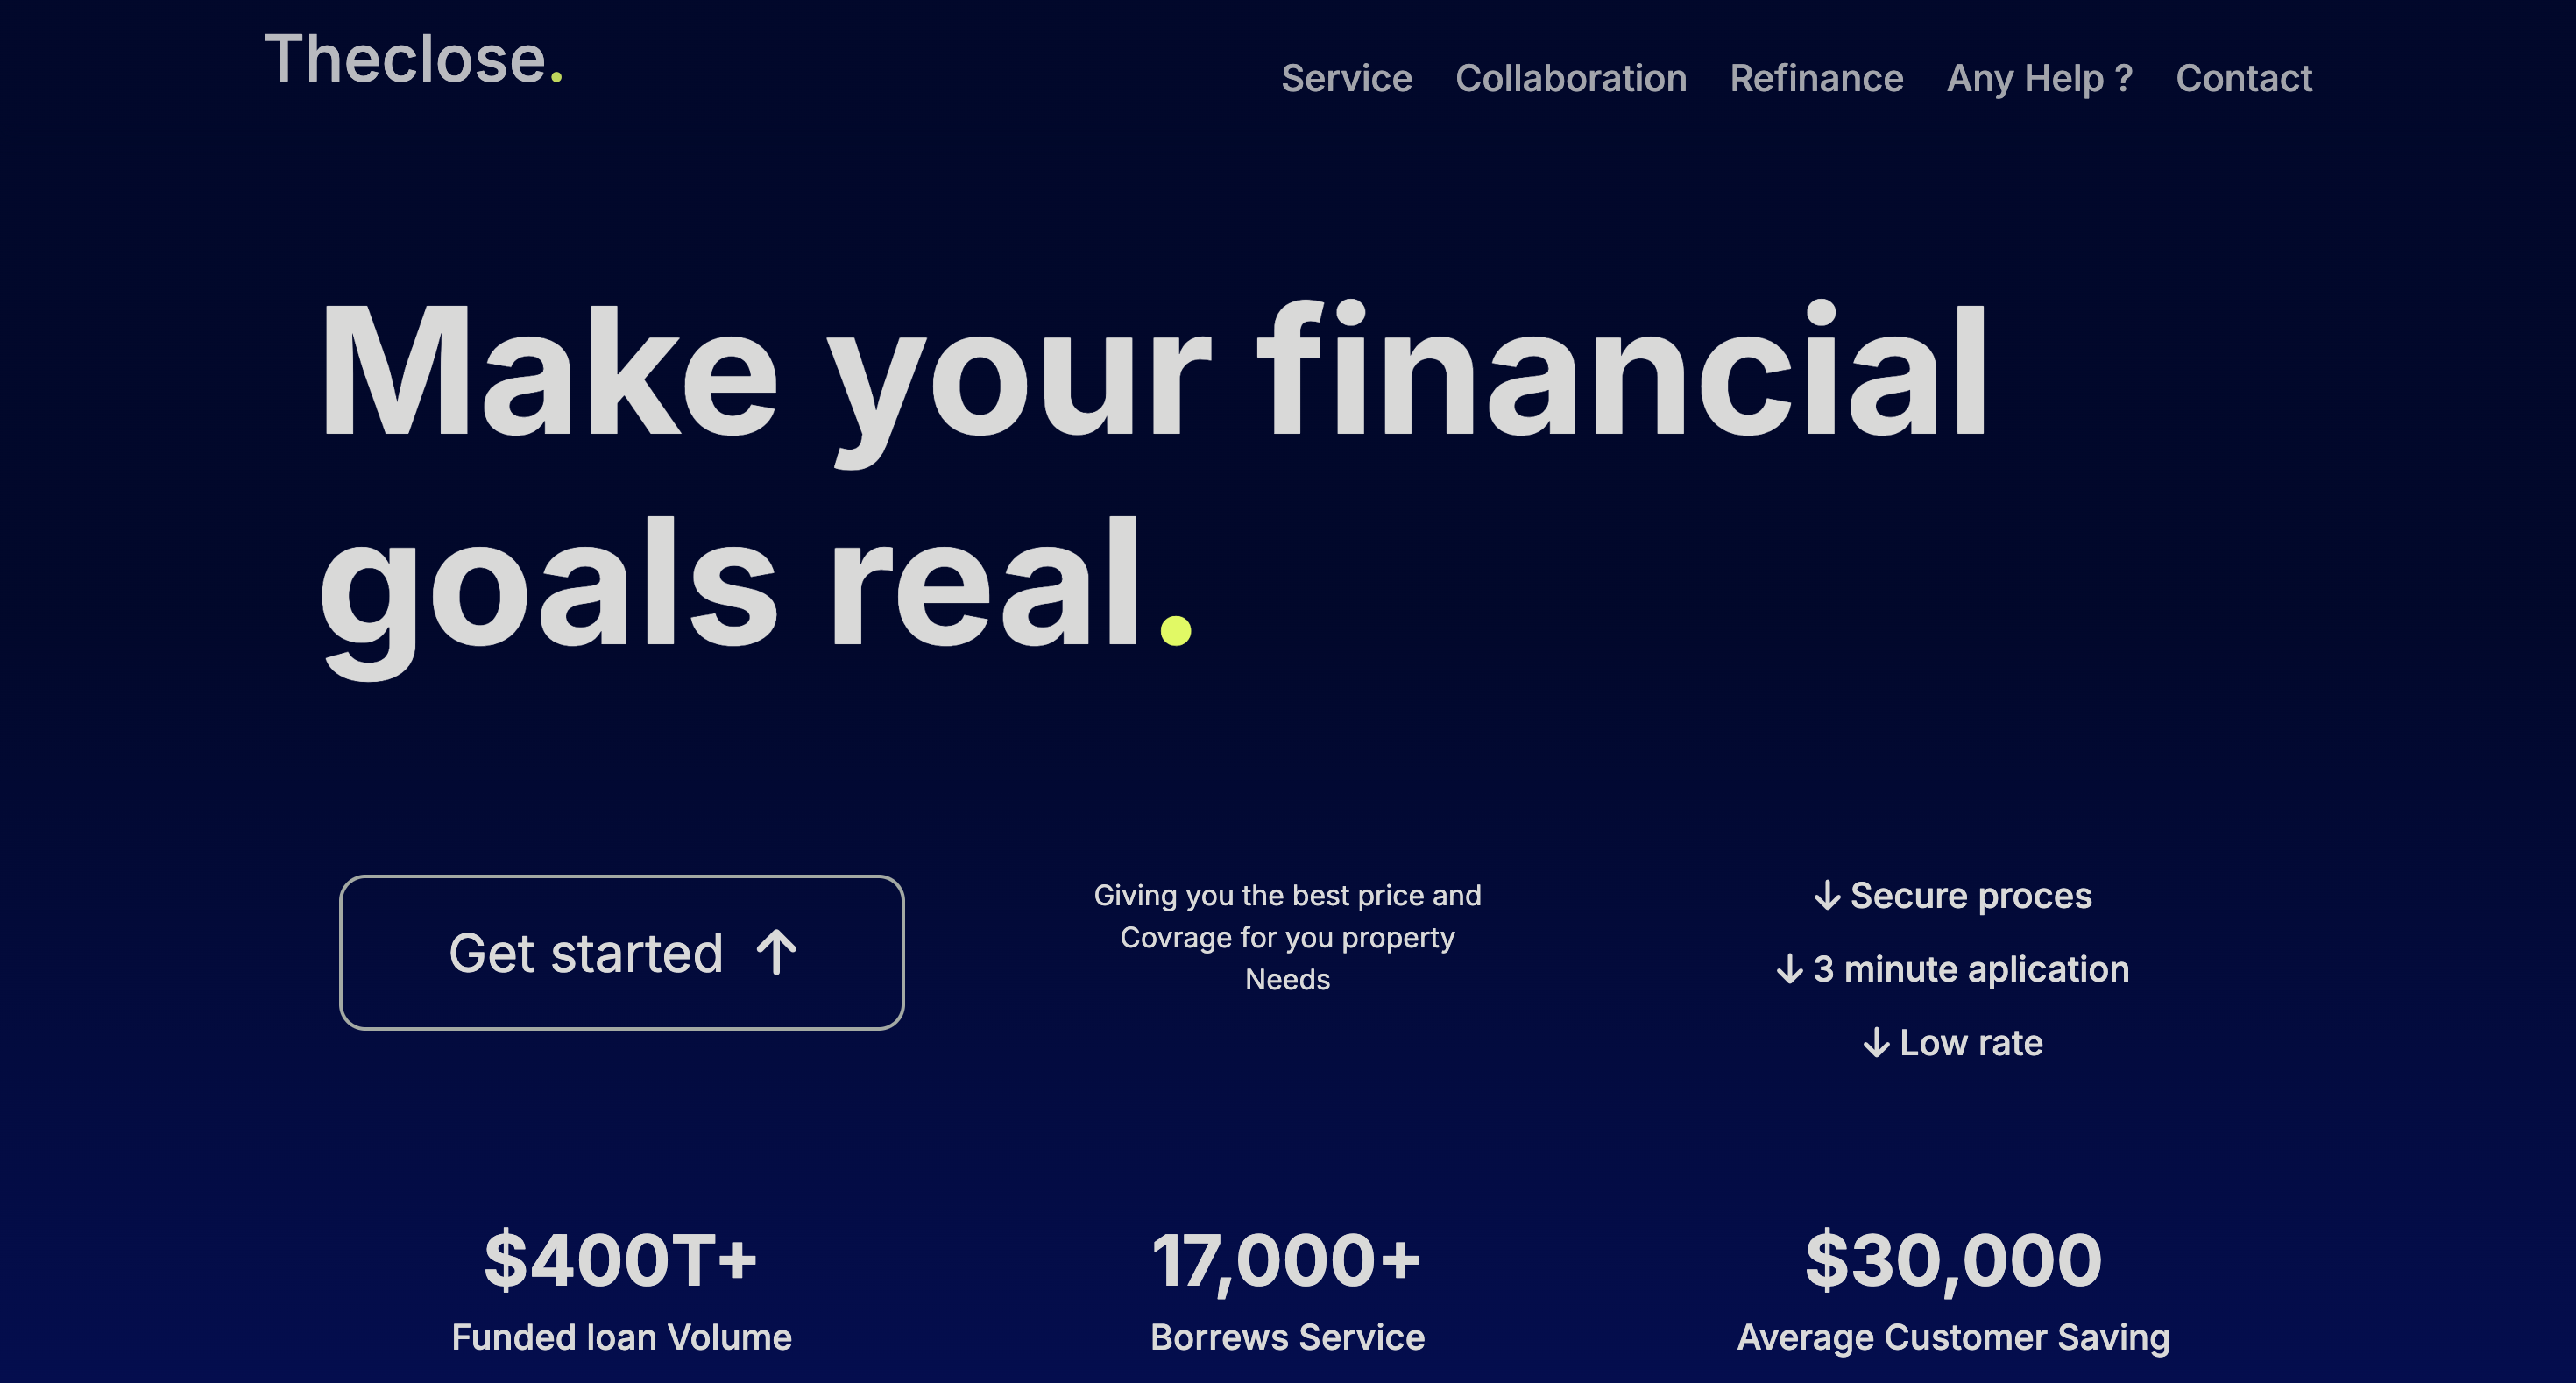 Theclose.
Service Collaboration Refinance Any Help ? Contact
Make your financial
goals real.
Get started
Giving you the best price and
Covrage for you property
Needs
Secure proces
3 minute aplication
Low rate
$400T+
Funded loan Volume
17,000+
Borrews Service
$30,000
Average Customer Saving